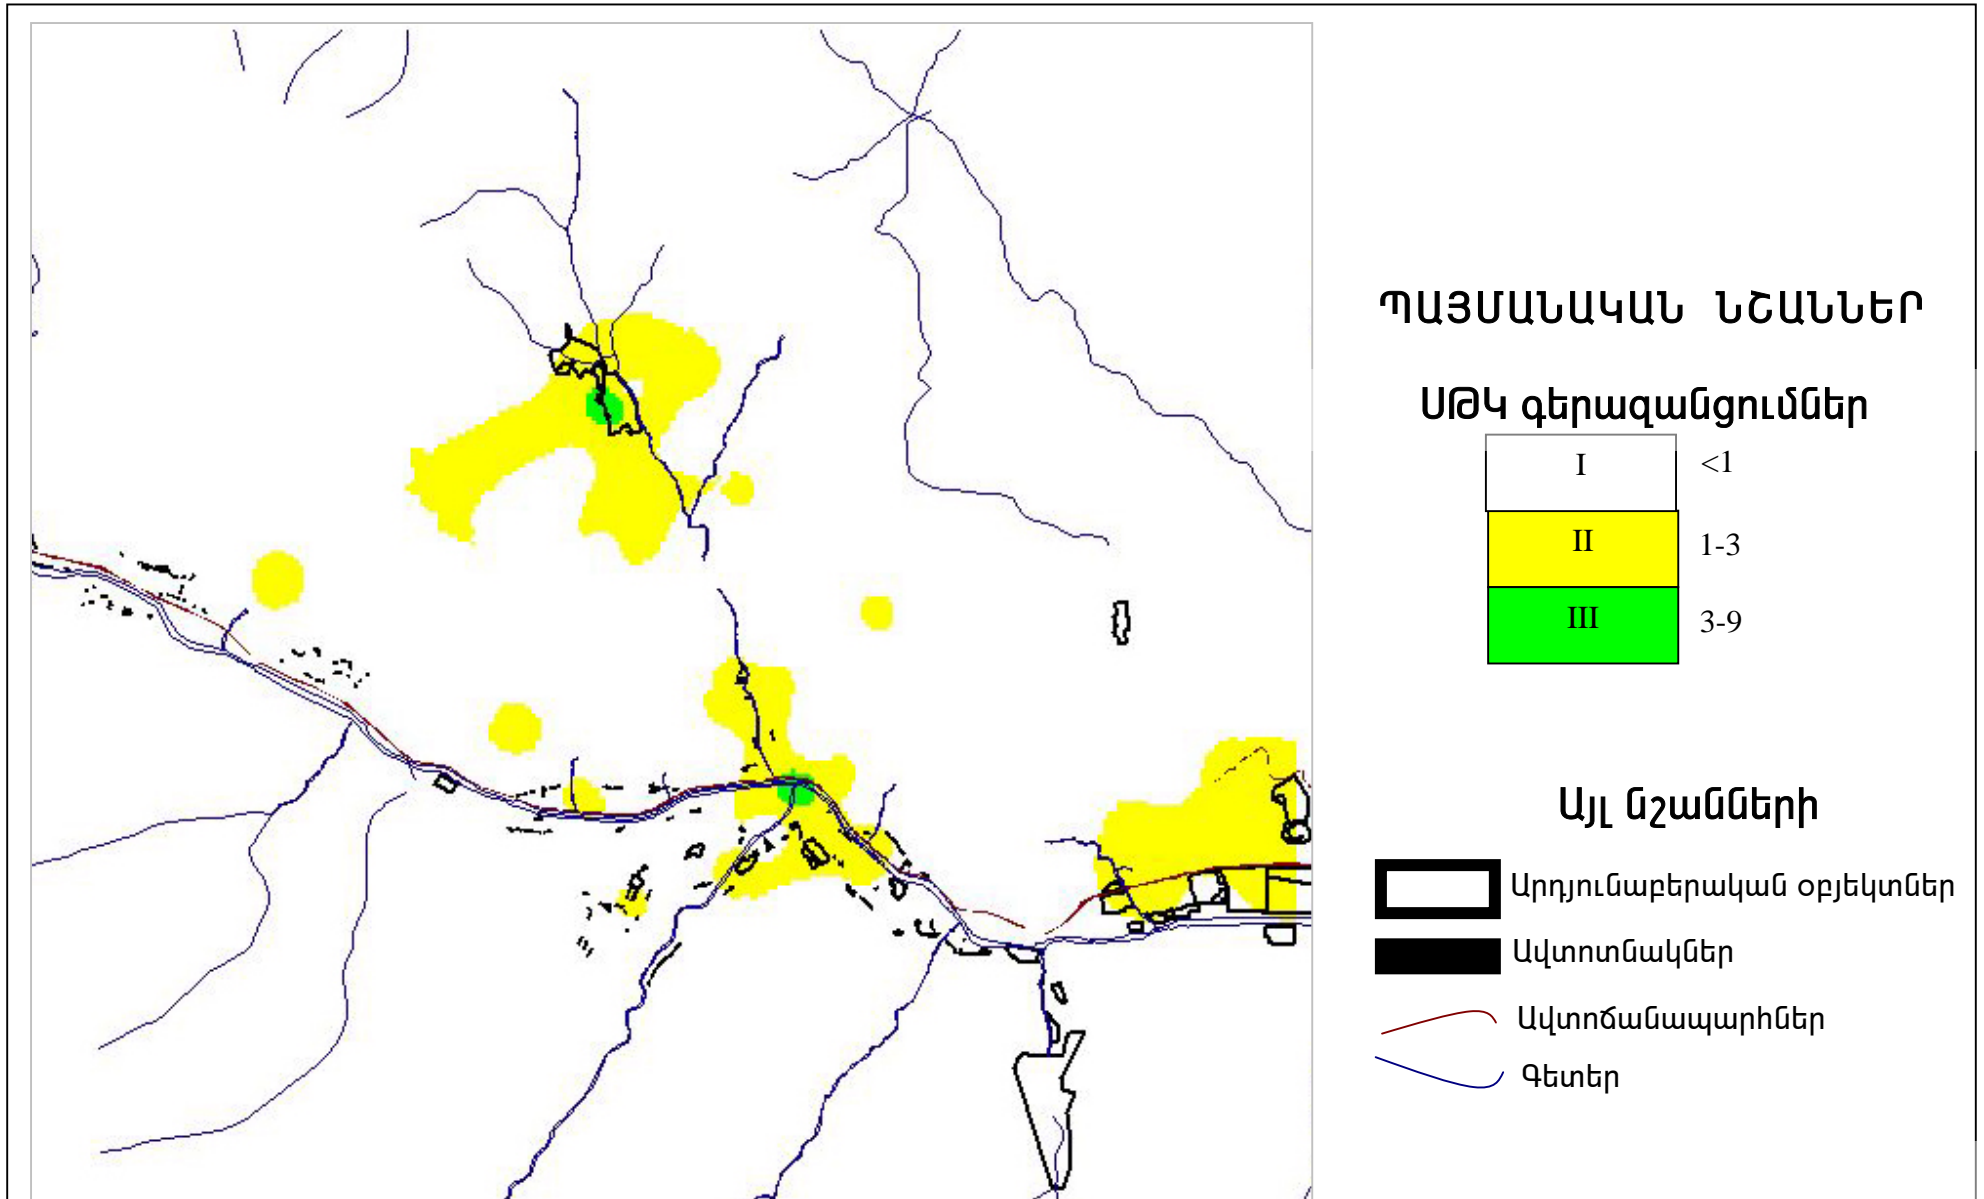 ՊԱՅՄԱՆԱԿԱՆ ՆՇԱՆՆԵՐ
ՍԹԿ գերազանցումներ
I <1
II 1-3
III 3-9
Այլ նշանների
Արդյունաբերական օբյեկտներ
Ավտոտնակներ
Ավտոճանապարհներ
Գետեր